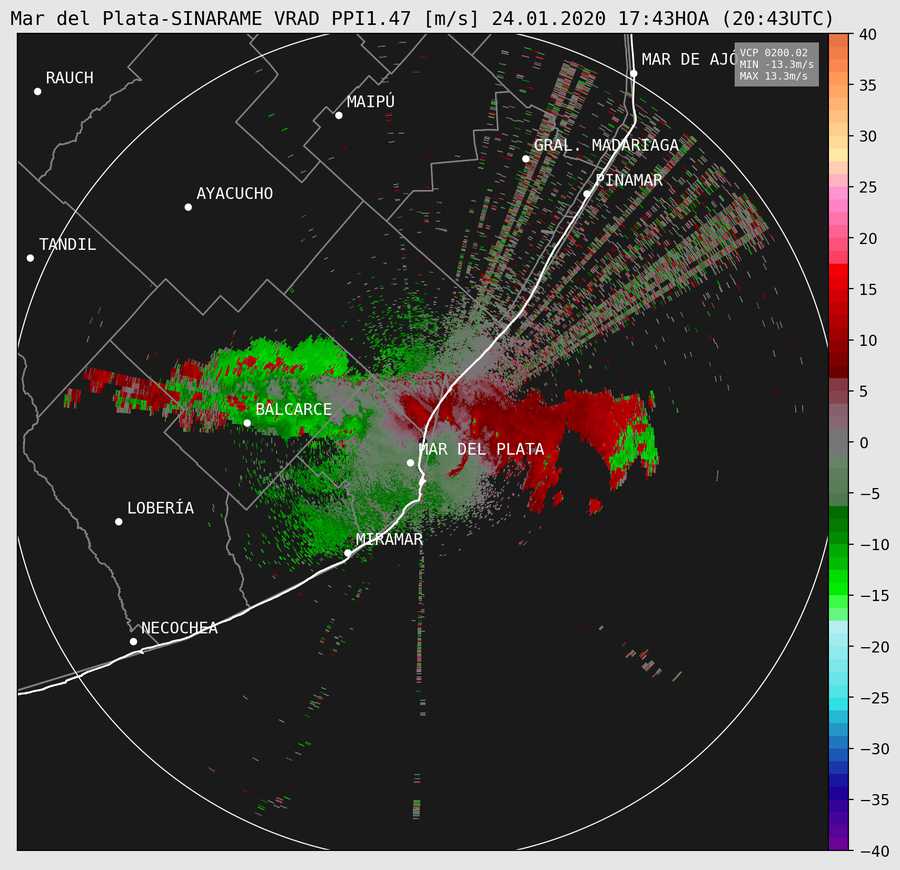 Mar del Plata-SINARAME VRAD PPI1.47 [m/s] 24.01.2020 17:43HOA (20:43UTC)
VCP 0200.02
MIN -13.3m/s
MAX 13.3m/s
MAR DE AJÓ
RAUCH
MAIPÚ
GRAL. MADARIAGA
PINAMAR
AYACUCHO
TANDIL
BALCARCE
MAR DEL PLATA
LOBERÍA
MIRAMAR
NECOCHEA
40
35
30
25
20
15
10
5
0
−5
−10
−15
−20
−25
−30
−35
−40